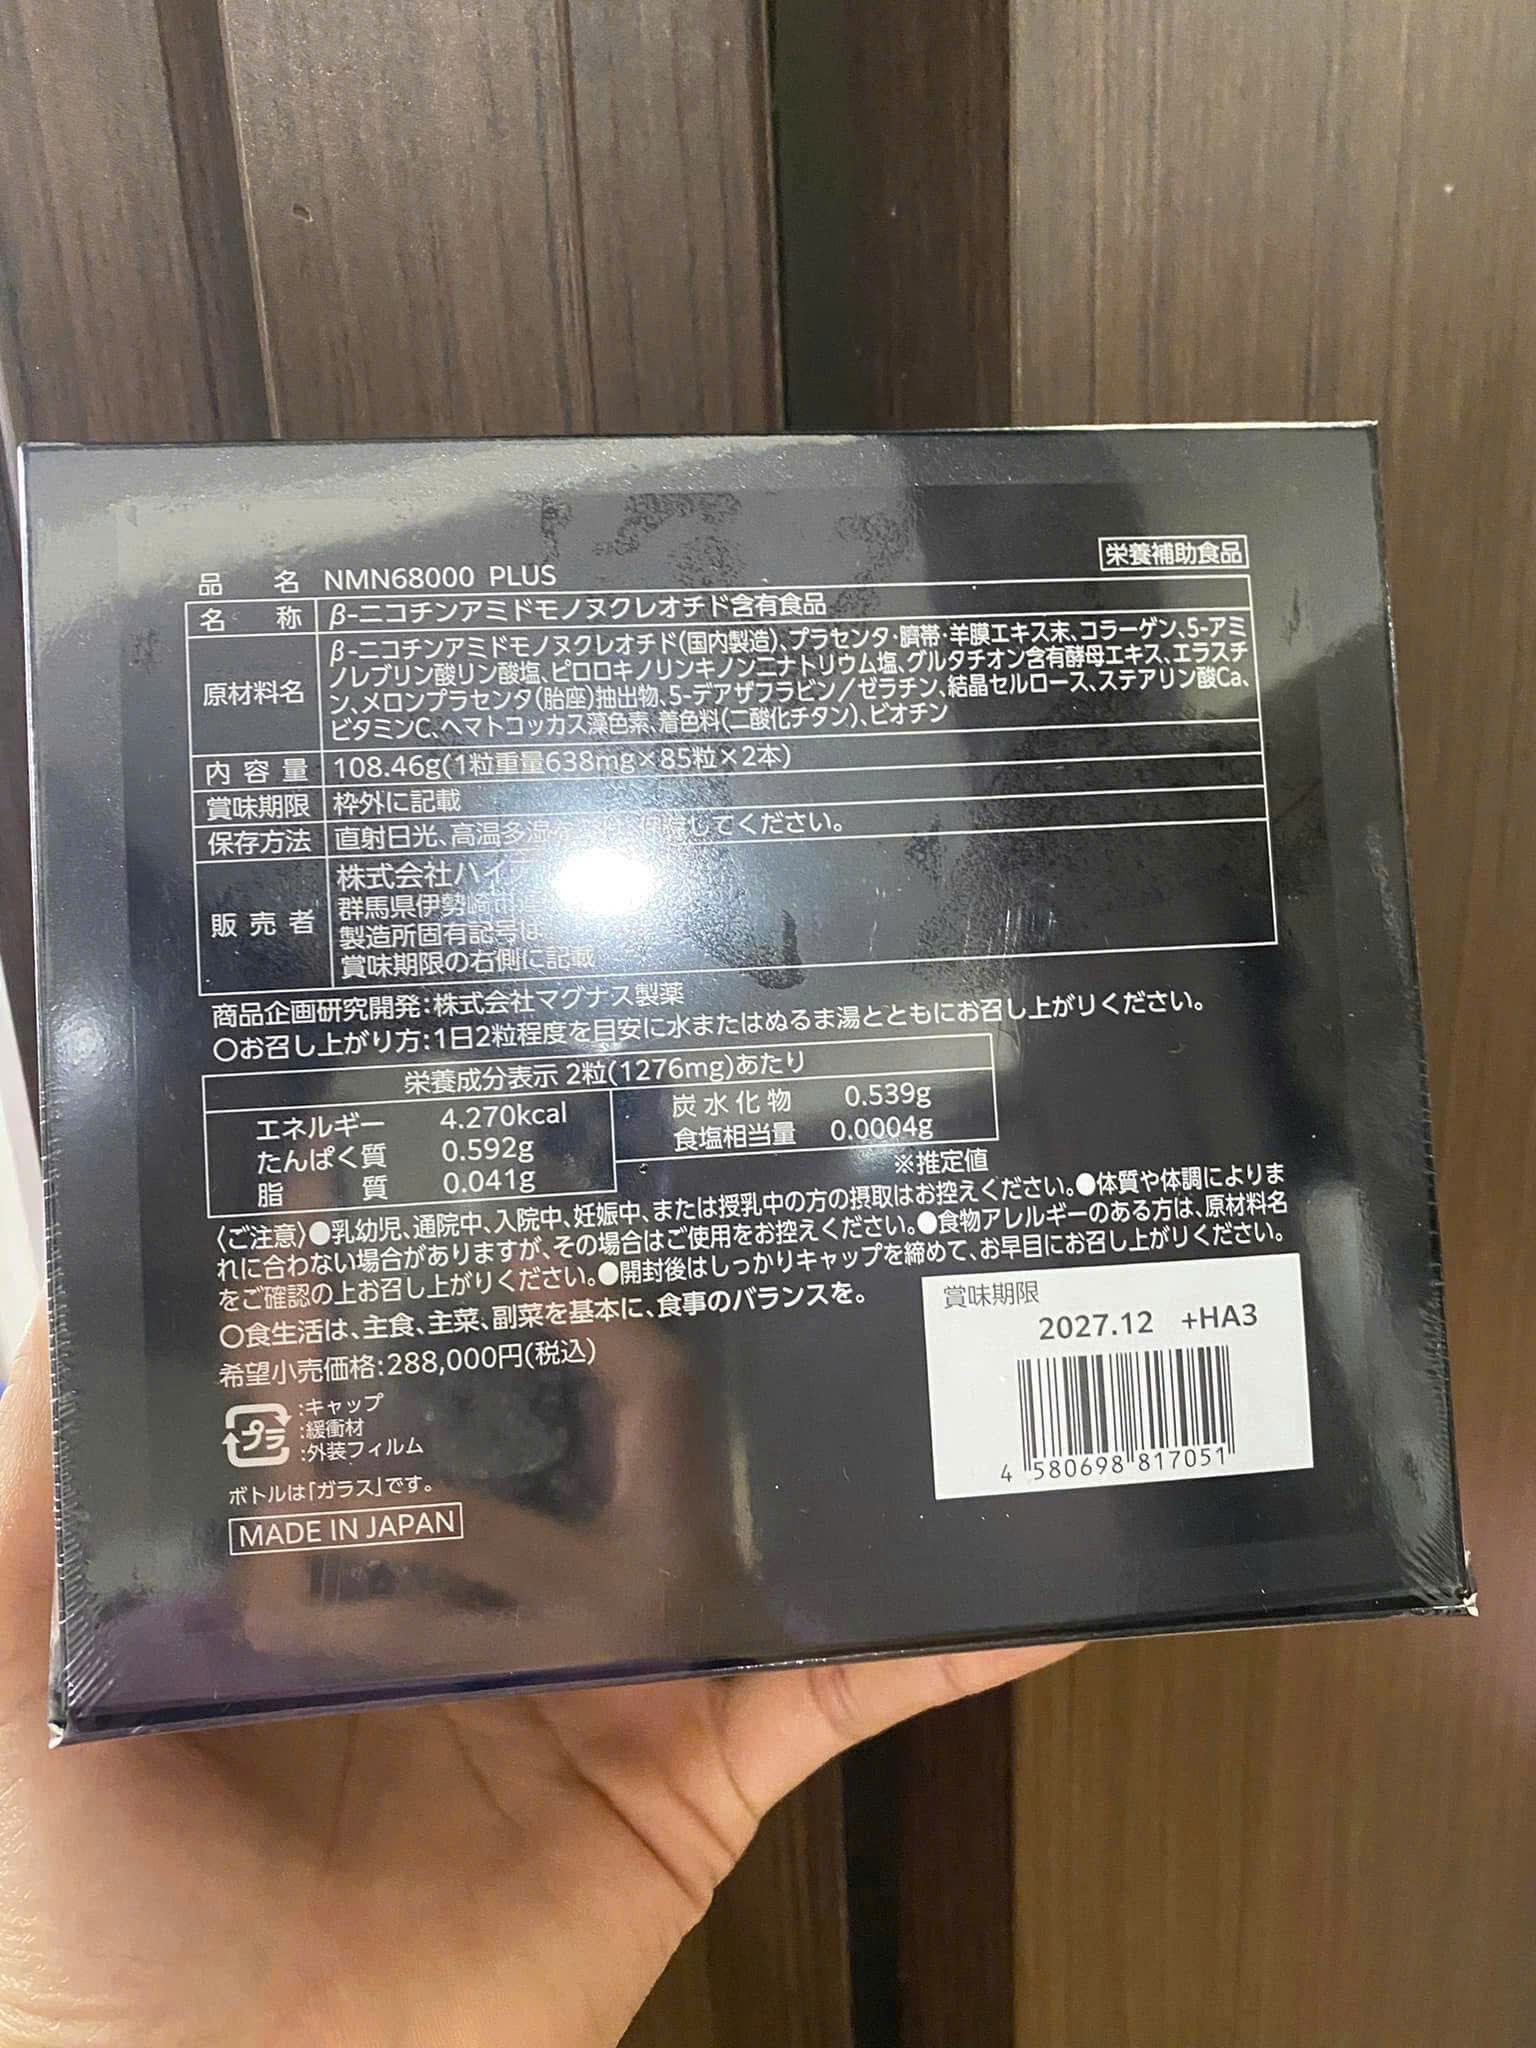 栄養補助食品
品名 NMN68000 PLUS
名称 β-ニコチンアミドモノヌクレオチド含有食品
原材料名 β-ニコチンアミドモノヌクレオチド(国内製造)、プラセンタ・臍帯・羊膜エキス末、コラーゲン、5-アミ
ノレブリン酸リン酸塩、ピロロキノリンキノン二ナトリウム塩、グルタチオン含有酵母エキス、エラスチ
ン、メロンプラセンタ(胎座)抽出物、5-デアザフラビン/ゼラチン、結晶セルロース、ステアリン酸Ca、
ビタミンC、ヘマトコッカス藻色素、着色料(二酸化チタン)、ビオチン
内容量 108.46g(1粒重量638mg×85粒×2本)
賞味期限 枠外に記載
保存方法 直射日光、高温多湿 してください。
販売者 株式会社ハイ
群馬県伊勢崎市
製造所固有記号は
賞味期限の右側に記載
商品企画研究開発:株式会社マグナス製薬
〇お召し上がり方:1日2粒程度を目安に水またはぬるま湯とともにお召し上がりください。
栄養成分表示 2粒(1276mg)あたり
エネルギー 4.270kcal 炭水化物 0.539g
たんぱく質 0.592g 食塩相当量 0.0004g
脂質 0.041g
※推定値
〈ご注意〉●乳幼児、通院中、入院中、妊娠中、または授乳中の方の摂取はお控えください。●体質や体調によりま
れに合わない場合がありますが、その場合はご使用をお控えください。●食物アレルギーのある方は、原材料名
をご確認の上お召し上がりください。●開封後はしっかりキャップを締めて、お早目にお召し上がりください。
〇食生活は、主食、主菜、副菜を基本に、食事のバランスを。
希望小売価格:288,000円(税込)
プラ
:キャップ
:緩衝材
:外装フィルム
ボトルは「ガラス」です。
MADE IN JAPAN
賞味期限
2027.12 +HA3
4 580698 817051